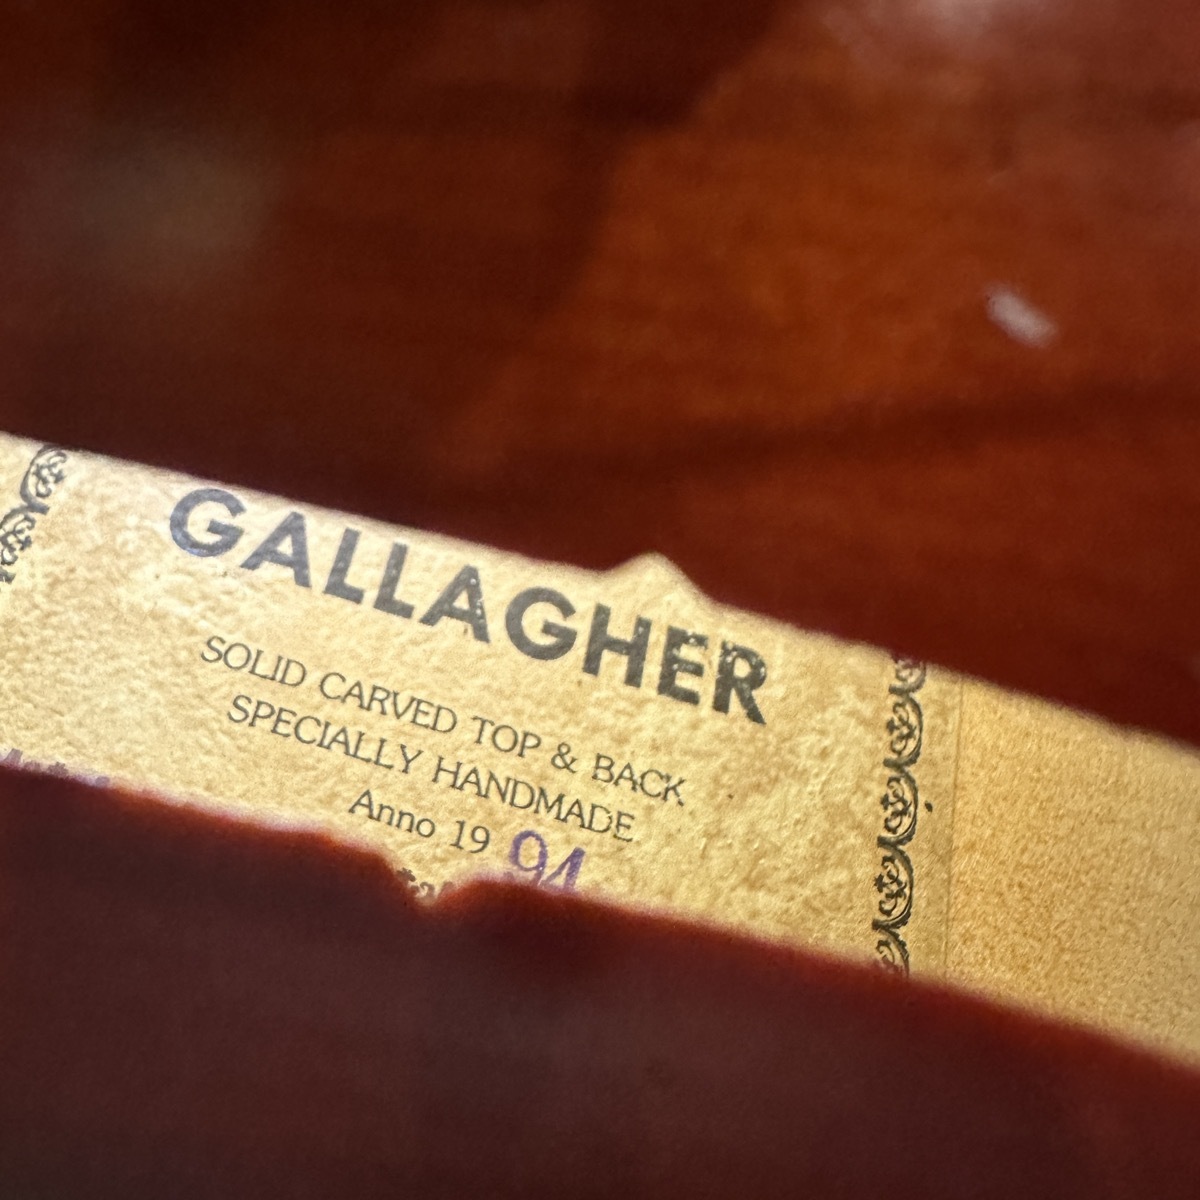 GALLAGHER
SOLID CARVED TOP & BACK
SPECIALLY HANDMADE
Anno 19 94